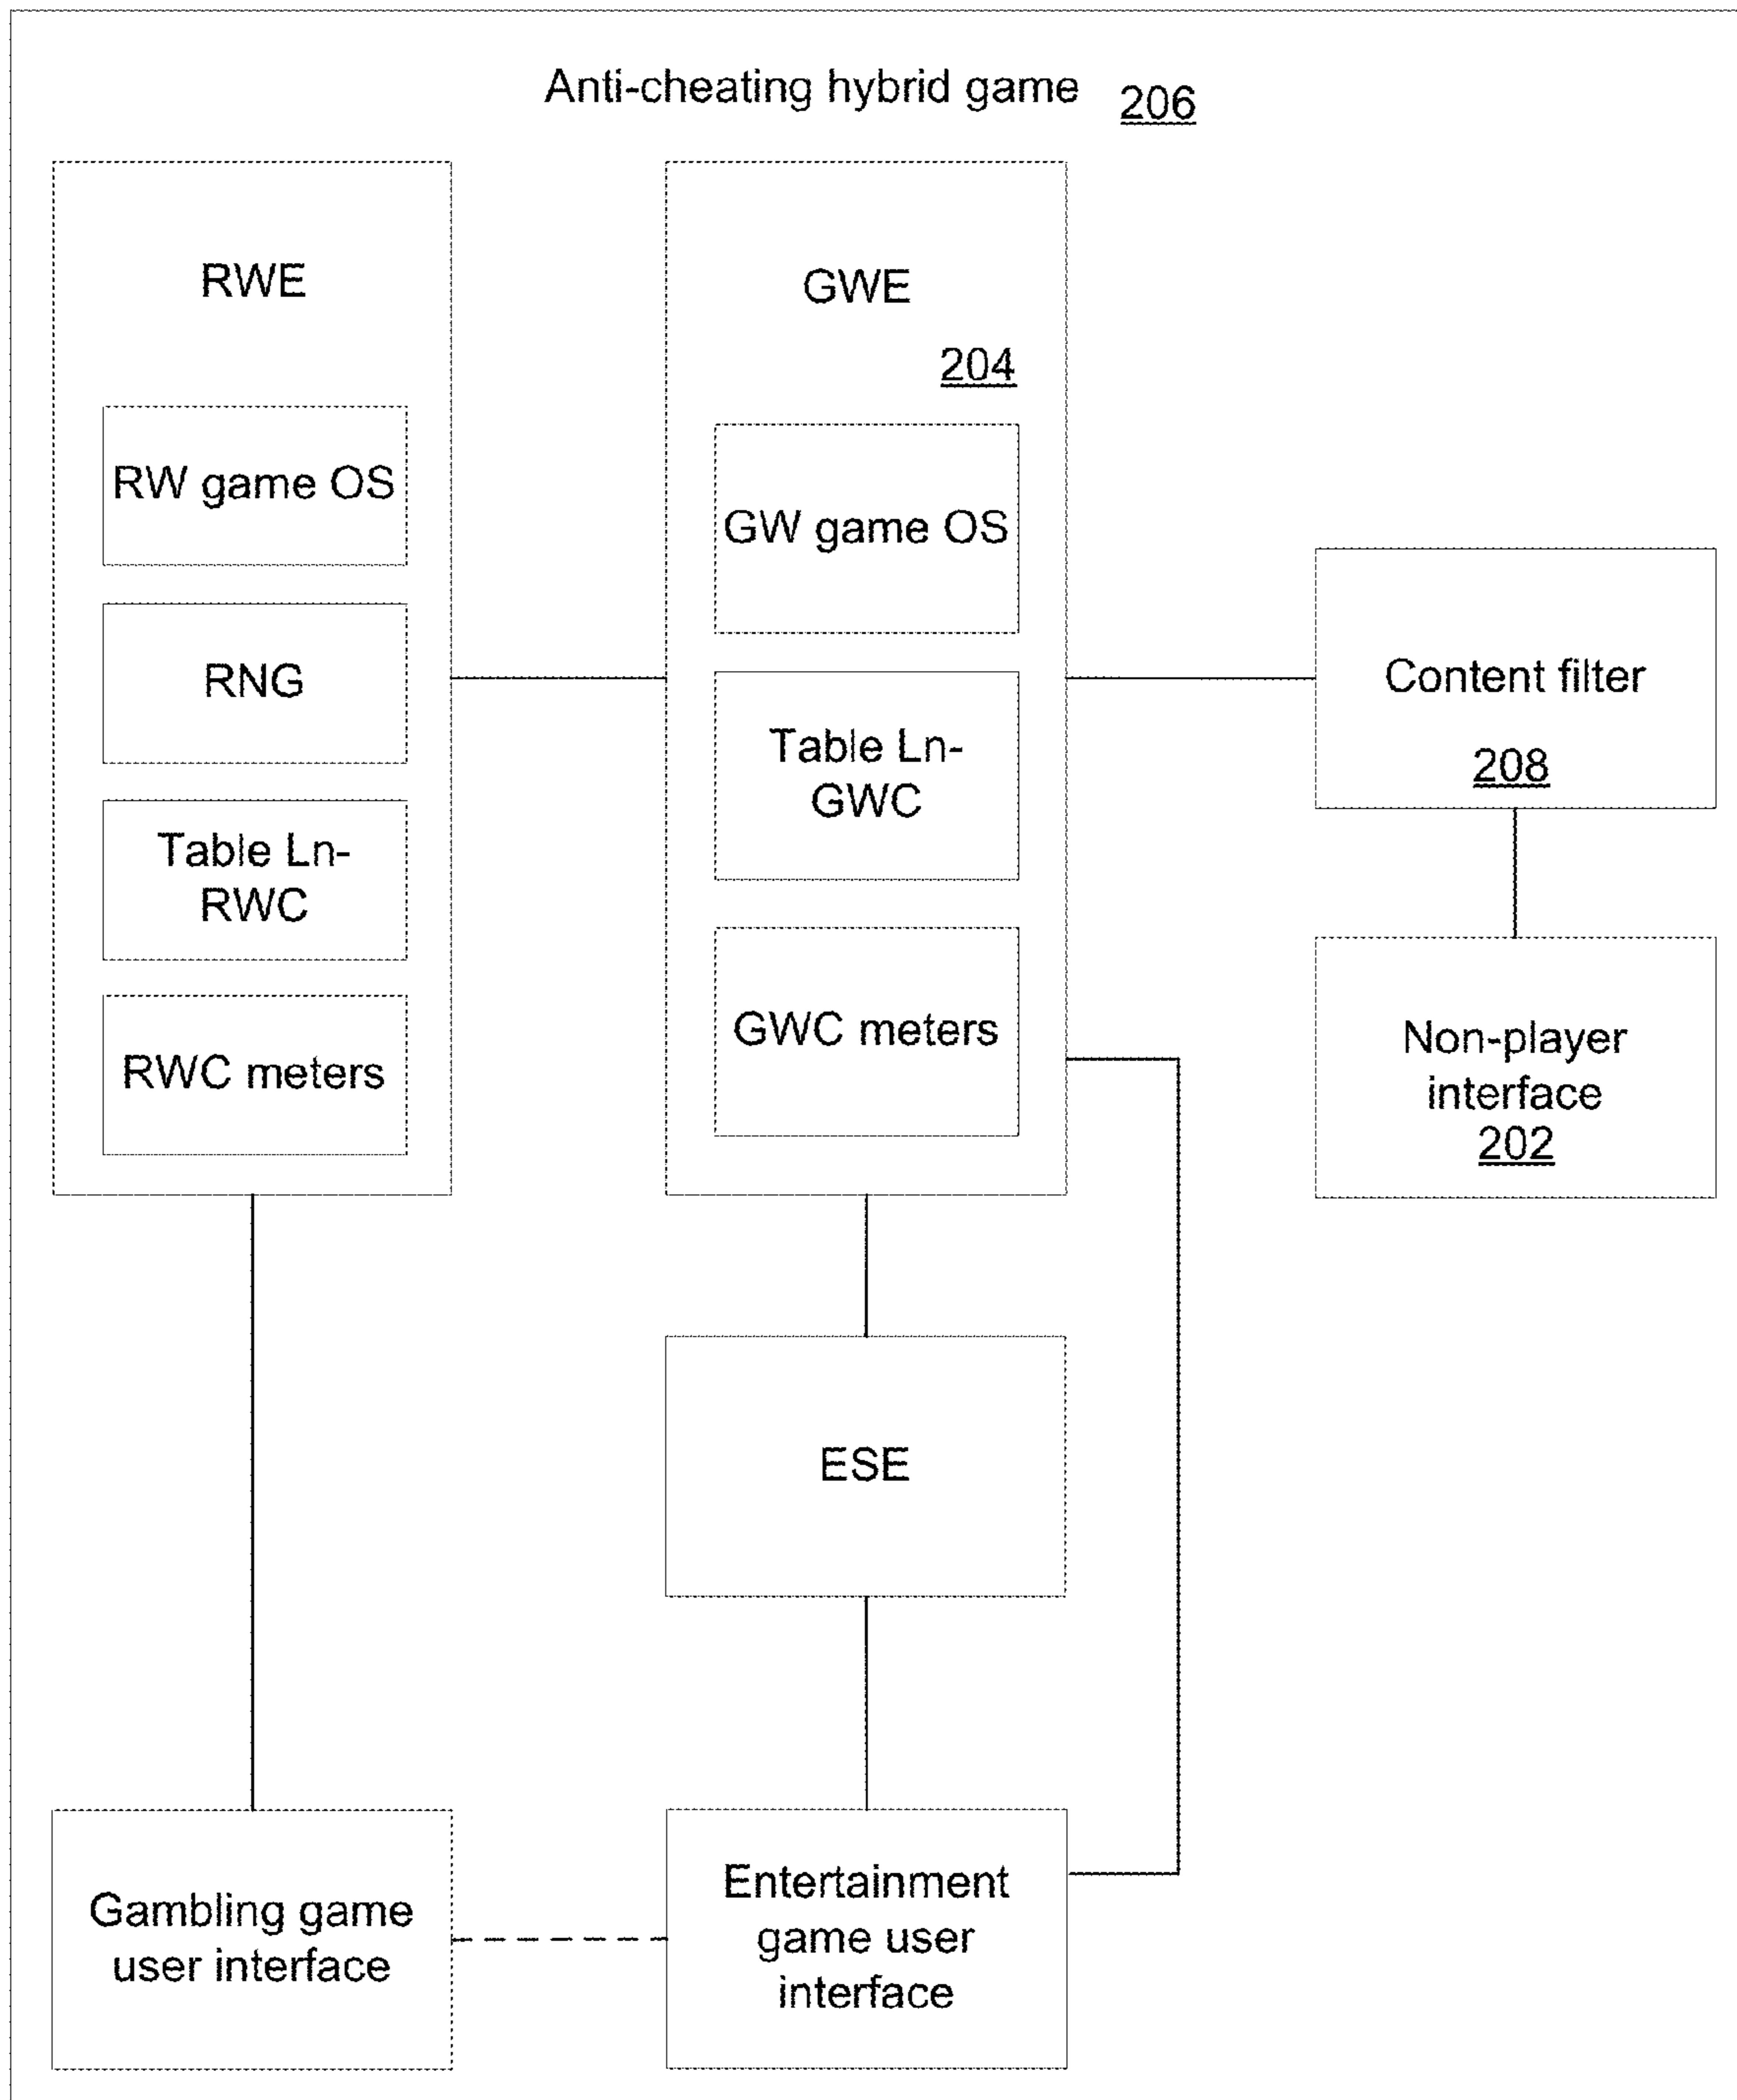 Anti-cheating hybrid game 206
RWE
RW game OS
RNG
Table Ln-
RWC
RWC meters
GWE
204
GW game OS
Table Ln-
GWC
GWC meters
Content filter
208
Non-player
interface
202
ESE
Gambling game
user interface
Entertainment
game user
interface